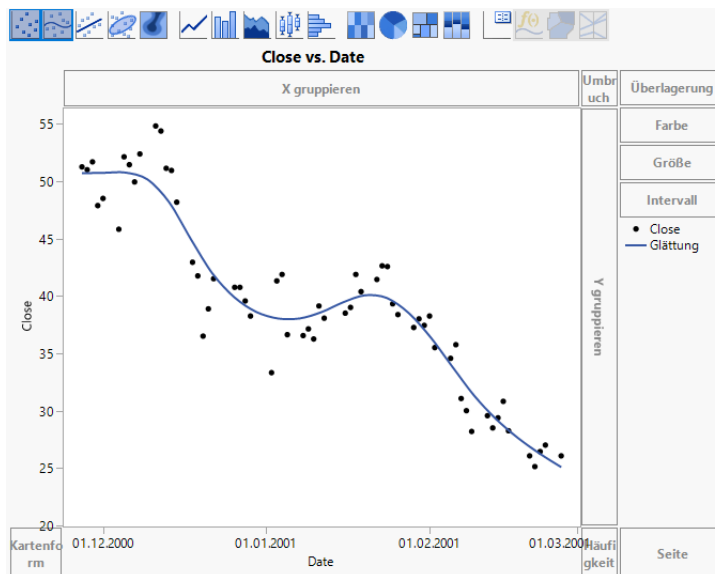 Close vs. Date
X gruppieren
Umbr
uch
Überlagerung
Farbe
Größe
Intervall
Close
Glättung
Y gruppieren
Close
55
50
45
40
35
30
25
20
01.12.2000
01.01.2001
01.02.2001
01.03.2001
Date
Kartenfo
rm
Häufi
gkeit
Seite